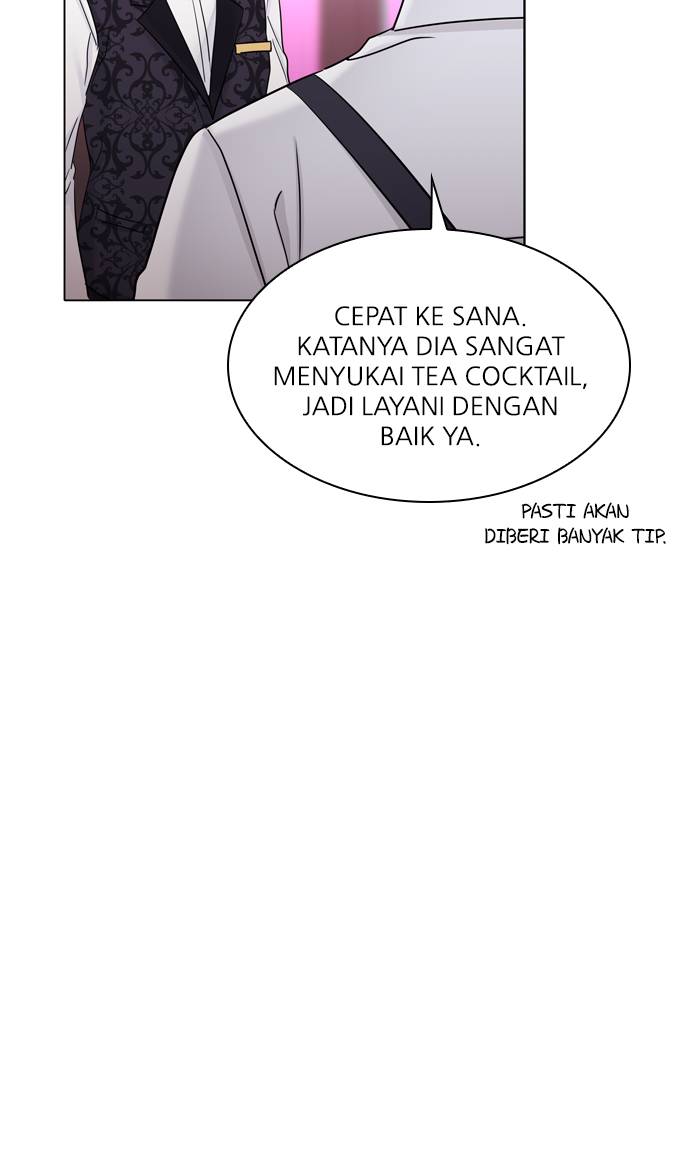 CEPAT KE SANA.
KATANYA DIA SANGAT
MENYUKAI TEA COCKTAIL,
JADI LAYANI DENGAN
BAIK YA.
PASTI AKAN
DIBERI BANYAK TIP.